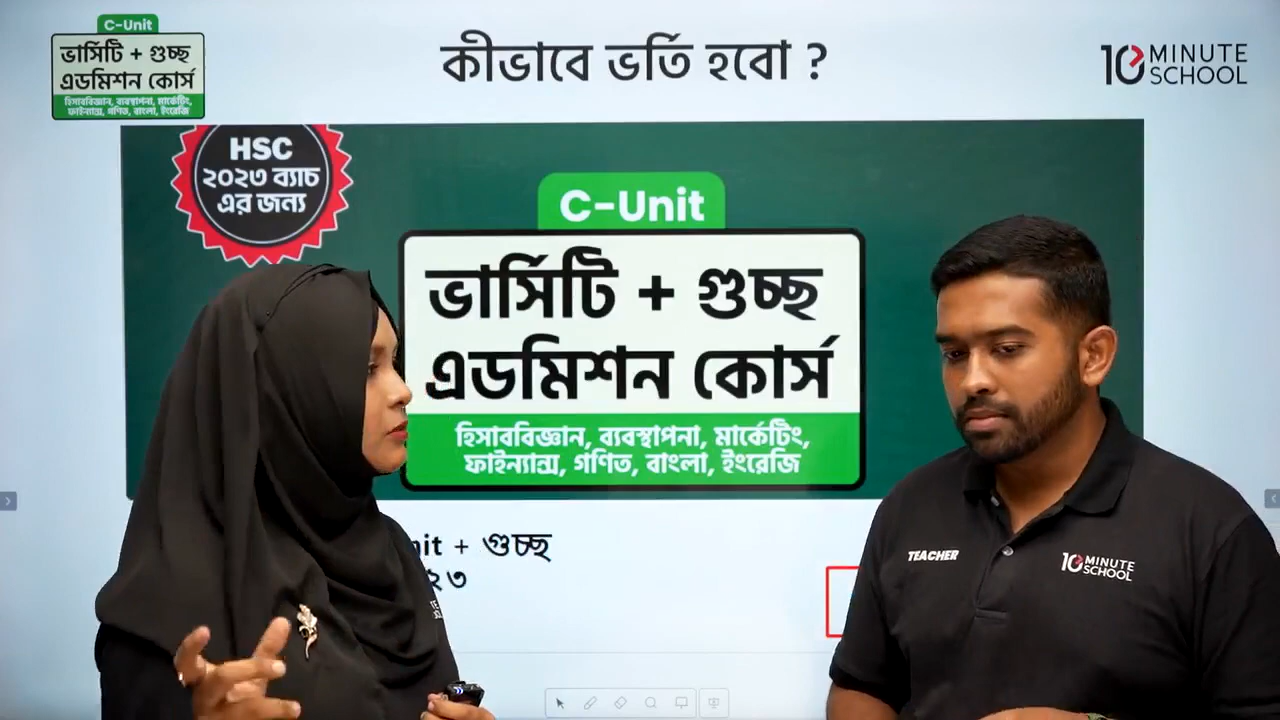 C-Unit
ভার্সিটি + গুচ্ছ
এডমিশন কোর্স
হিসাববিজ্ঞান, ব্যবস্থাপনা, মার্কেটিং,
ফাইন্যান্স, গণিত, বাংলা, ইংরেজি
কীভাবে ভর্তি হবো ?
10 MINUTE
SCHOOL
HSC
২০২৩ ব্যাচ
এর জন্য
C-Unit
ভার্সিটি + গুচ্ছ
এডমিশন কোর্স
হিসাববিজ্ঞান, ব্যবস্থাপনা, মার্কেটিং,
ফাইন্যান্স, গণিত, বাংলা, ইংরেজি
+ গুচ্ছ
২৩
TEACHER
10 MINUTE
SCHOOL